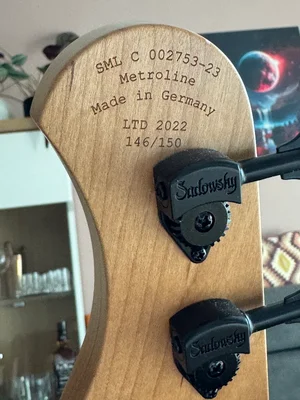 SML C 002753-23
Metroline
Made in Germany
LTD 2022
146/150
Sadowsky
Sadowsky